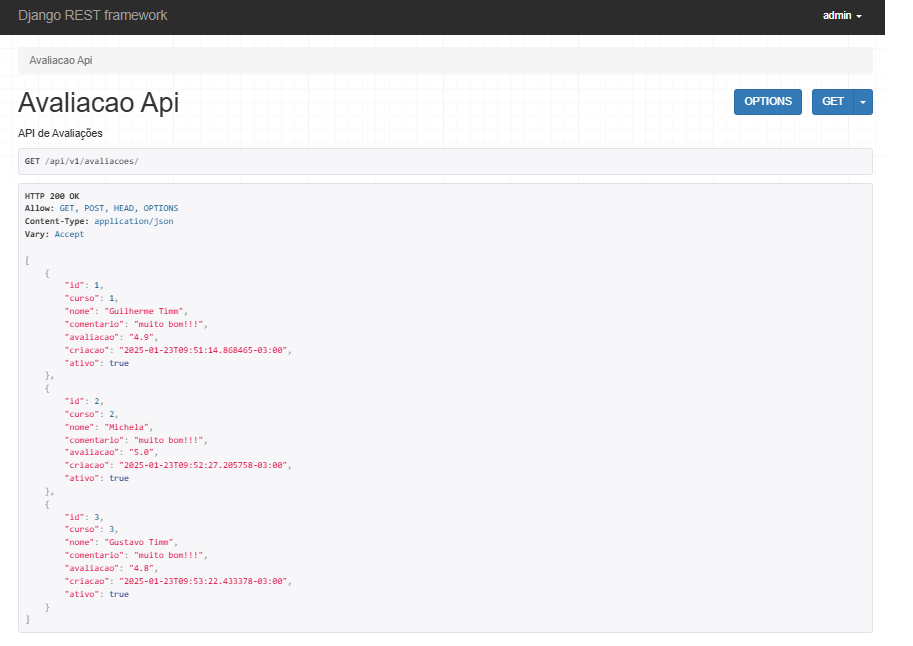 Django REST framework
admin
Avaliacao Api
Avaliacao Api
OPTIONS
GET
API de Avaliações
GET /api/v1/avaliacoes/
HTTP 200 OK
Allow: GET, POST, HEAD, OPTIONS
Content-Type: application/json
Vary: Accept
[
    {
        "id": 1,
        "curso": 1,
        "nome": "Guilherme Timm",
        "comentario": "muito bom!!!",
        "avaliacao": "4.9",
        "criacao": "2025-01-23T09:51:14.868465-03:00",
        "ativo": true
    },
    {
        "id": 2,
        "curso": 2,
        "nome": "Michela",
        "comentario": "muito bom!!!",
        "avaliacao": "5.0",
        "criacao": "2025-01-23T09:52:27.205758-03:00",
        "ativo": true
    },
    {
        "id": 3,
        "curso": 3,
        "nome": "Gustavo Timm",
        "comentario": "muito bom!!!",
        "avaliacao": "4.8",
        "criacao": "2025-01-23T09:53:22.433378-03:00",
        "ativo": true
    }
]